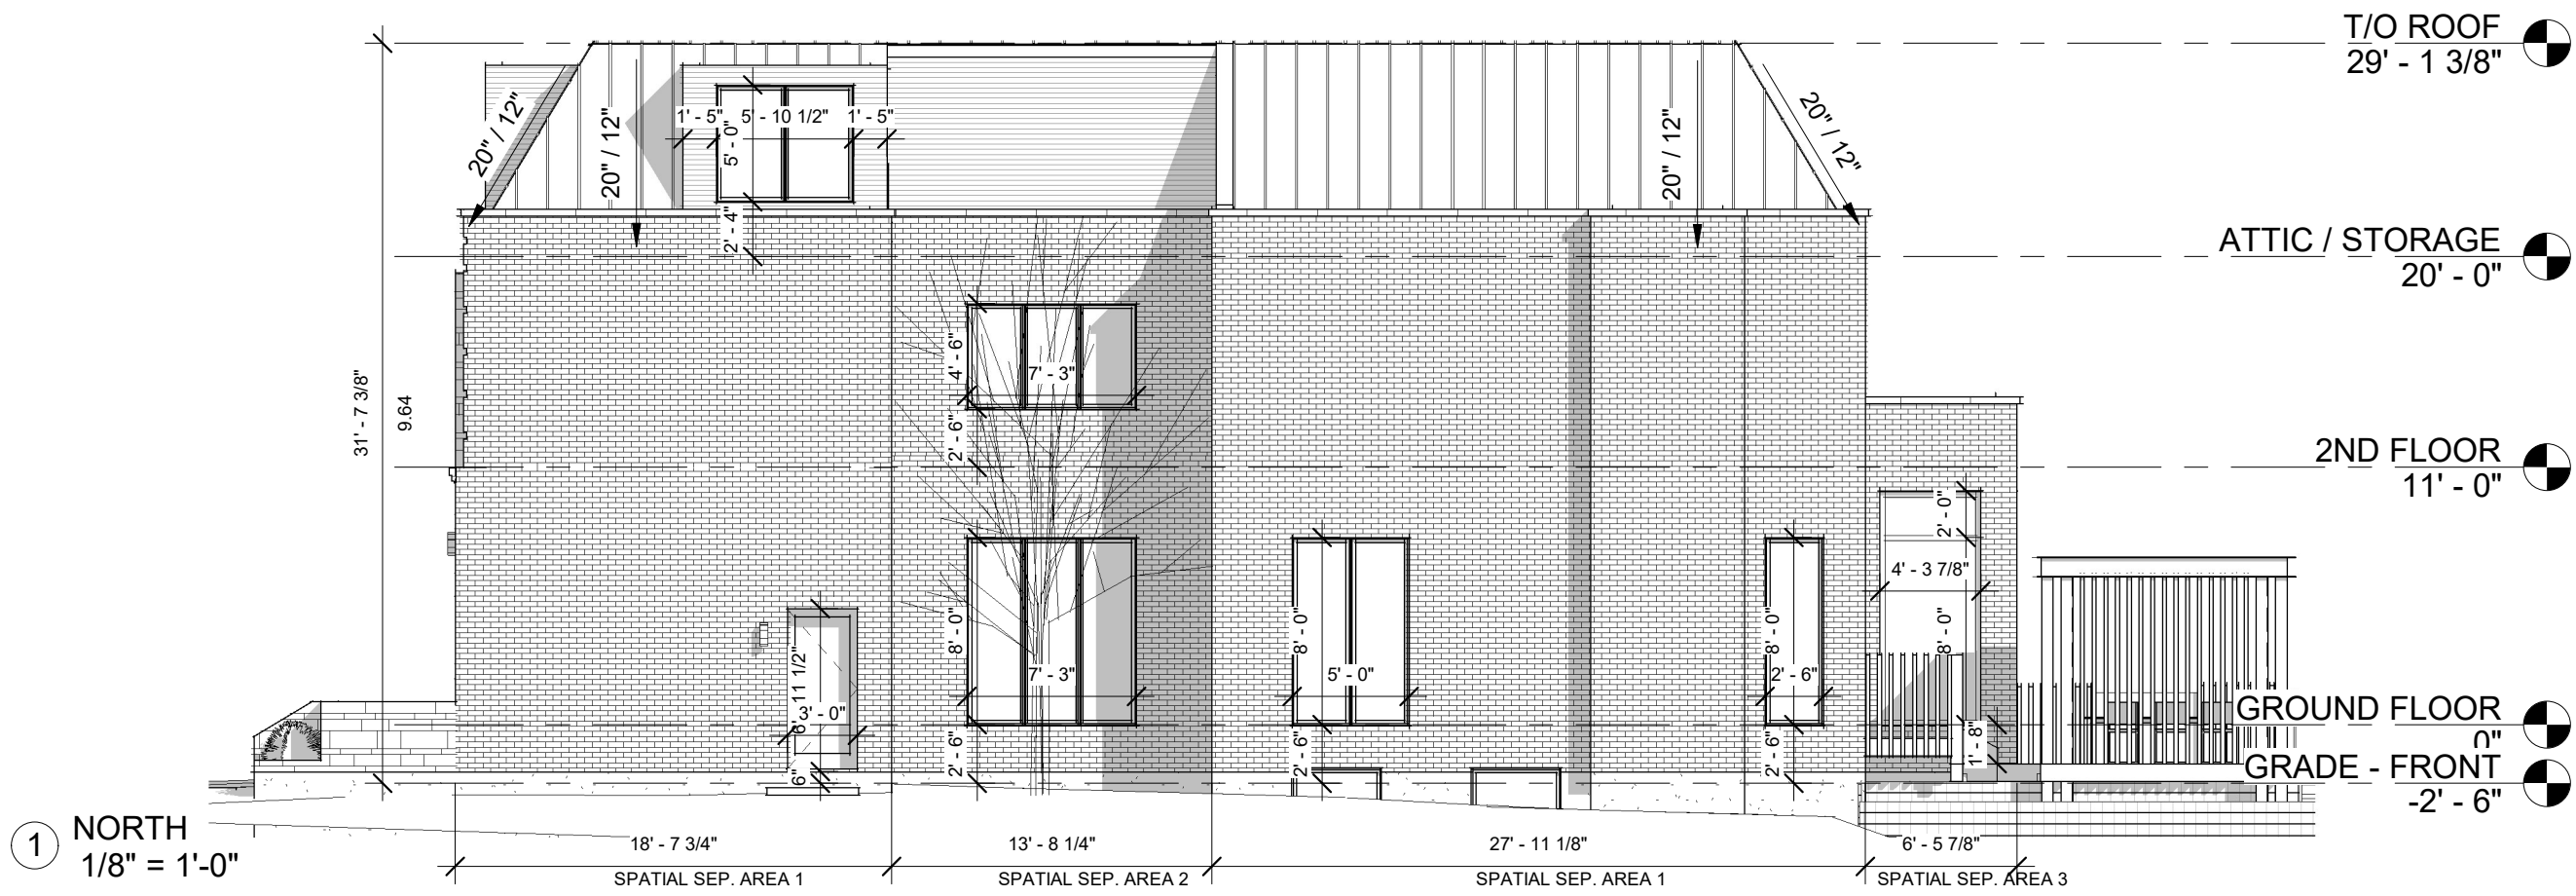 T/O ROOF
29' - 1 3/8"
20" / 12"
20" / 12"
1' - 5"
5' - 10 1/2"
1' - 5"
5' - 0"
2' - 4"
20" / 12"
20" / 12"
ATTIC / STORAGE
20' - 0"
31' - 7 3/8"
9.64
4' - 6"
7' - 3"
2' - 6"
2ND FLOOR
11' - 0"
2' - 0"
4' - 3 7/8"
8' - 0"
6' - 11 1/2"
3' - 0"
6"
8' - 0"
7' - 3"
2' - 6"
8' - 0"
5' - 0"
2' - 6"
8' - 0"
2' - 6"
2' - 6"
1' - 8"
GROUND FLOOR
0"
GRADE - FRONT
-2' - 6"
1
NORTH
1/8" = 1'-0"
18' - 7 3/4"
13' - 8 1/4"
27' - 11 1/8"
6' - 5 7/8"
SPATIAL SEP. AREA 1
SPATIAL SEP. AREA 2
SPATIAL SEP. AREA 1
SPATIAL SEP. AREA 3